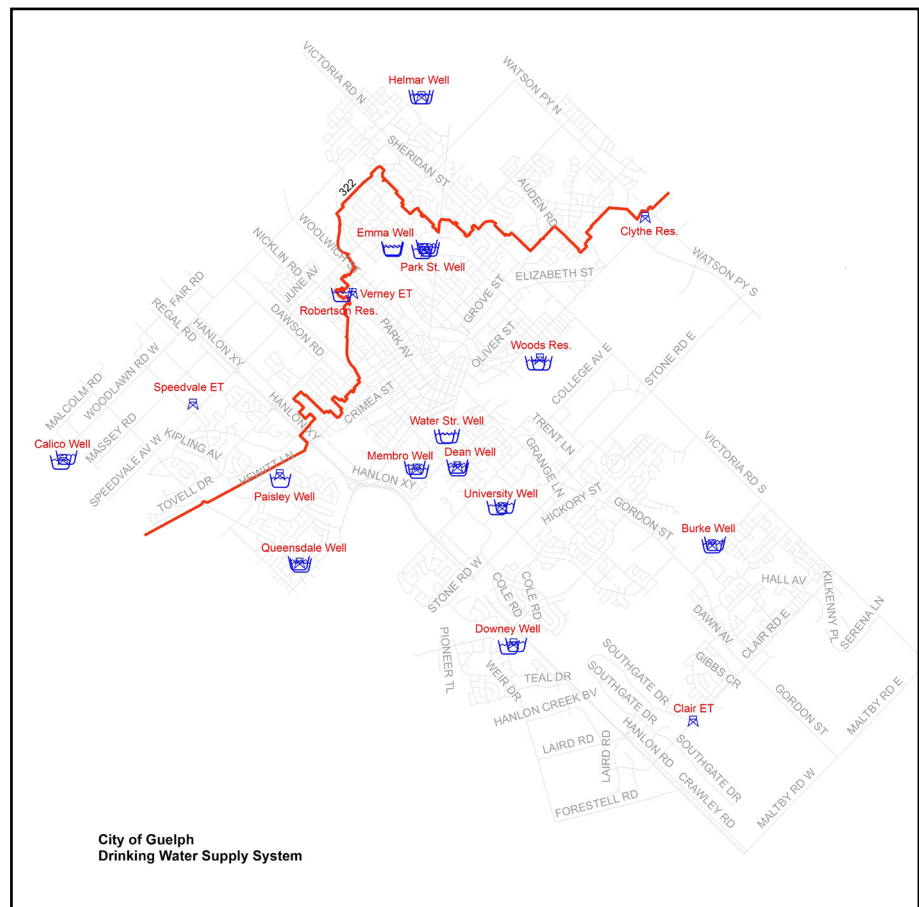 VICTORIA RD N
Helmar Well
WATSON PY N
SHERIDAN ST
322
AUDEN RD
Clythe Res.
WOOLWICH ST
Emma Well
Park St. Well
NICKLIN RD
JUNE AV
WATSON PY S
ELIZABETH ST
FAIR RD
REGAL RD
Verney ET
Robertson Res.
GROVE ST
HANLON XY
DAWSON RD
PARK AV
OLIVER ST
Woods Res.
COLLEGE AV E
STONE RD E
MALCOLM RD
WOODLAWN RD W
Speedvale ET
HANLON XY
CRIMEA ST
Calico Well
MASSEY RD
KIPLING AV
Water Str. Well
TRENT LN
SPEEDVALE AV W
Membro Well
Dean Well
GRANGE LN
VICTORIA RD S
HEWITT LN
HANLON XY
TOVELL DR
Paisley Well
University Well
HICKORY ST
GORDON ST
Queensdale Well
Burke Well
STONE RD W
COLE RD
COLE RD
HALL AV
KILKENNY PL
SERENA LN
Downey Well
DAWN AV
CLAIR RD E
PIONEER TL
WEIR DR
TEAL DR
SOUTHGATE DR
GIBBS CR
SOUTHGATE DR
HANLON CREEK BV
Clair ET
GORDON ST
MALTBY RD E
LAIRD RD
LAIRD RD
HANLON RD
SOUTHGATE DR
CRAWLEY RD
MALTBY RD W
FORESTELL RD
City of Guelph
Drinking Water Supply System